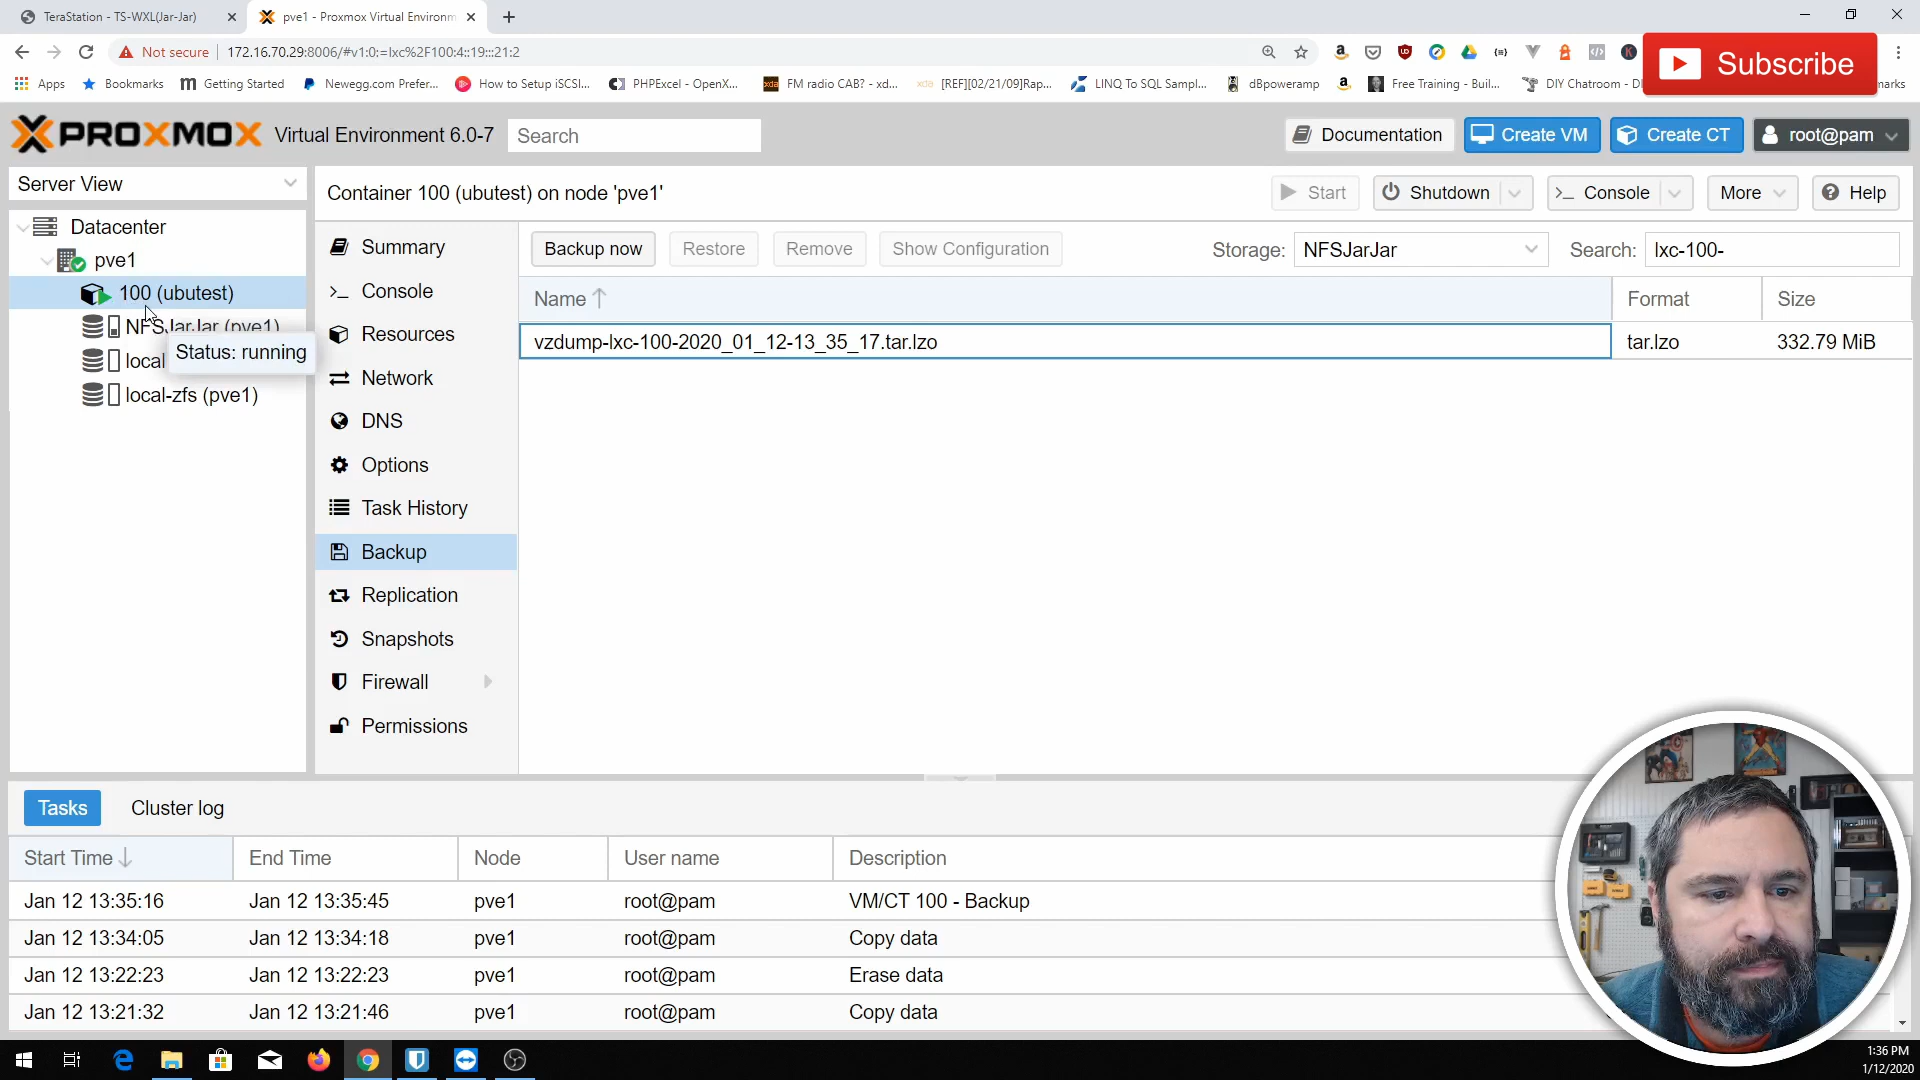 TeraStation - TS-WXL(Jar-Jar)
pve1 - Proxmox Virtual Environm
Not secure
172.16.70.29:8006/#v1:0:=lxc%2F100:4::19:::21:2
Subscribe
Apps
Bookmarks
Getting Started
Newegg.com Prefer...
How to Setup iSCSI...
PHPExcel - OpenX...
FM radio CAB? - xd...
[REF][02/21/09]Rap...
LINQ To SQL Sampl...
dBpoweramp
Free Training - Buil...
DIY Chatroom - DI
marks
PROXMOX
Virtual Environment 6.0-7
Search
Documentation
Create VM
Create CT
root@pam
Server View
Container 100 (ubutest) on node 'pve1'
Start
Shutdown
Console
More
Help
Datacenter
pve1
100 (ubutest)
NFSJarJar (pve1)
local
Status: running
local-zfs (pve1)
Summary
Console
Resources
Network
DNS
Options
Task History
Backup
Replication
Snapshots
Firewall
Permissions
Backup now
Restore
Remove
Show Configuration
Storage: NFSJarJar
Search: lxc-100-
Name
Format
Size
vzdump-lxc-100-2020_01_12-13_35_17.tar.lzo
tar.lzo
332.79 MiB
Tasks
Cluster log
Start Time
End Time
Node
User name
Description
Jan 12 13:35:16 Jan 12 13:35:45 pve1 root@pam VM/CT 100 - Backup
Jan 12 13:34:05 Jan 12 13:34:18 pve1 root@pam Copy data
Jan 12 13:22:23 Jan 12 13:22:23 pve1 root@pam Erase data
Jan 12 13:21:32 Jan 12 13:21:46 pve1 root@pam Copy data
1:36 PM
1/12/2020